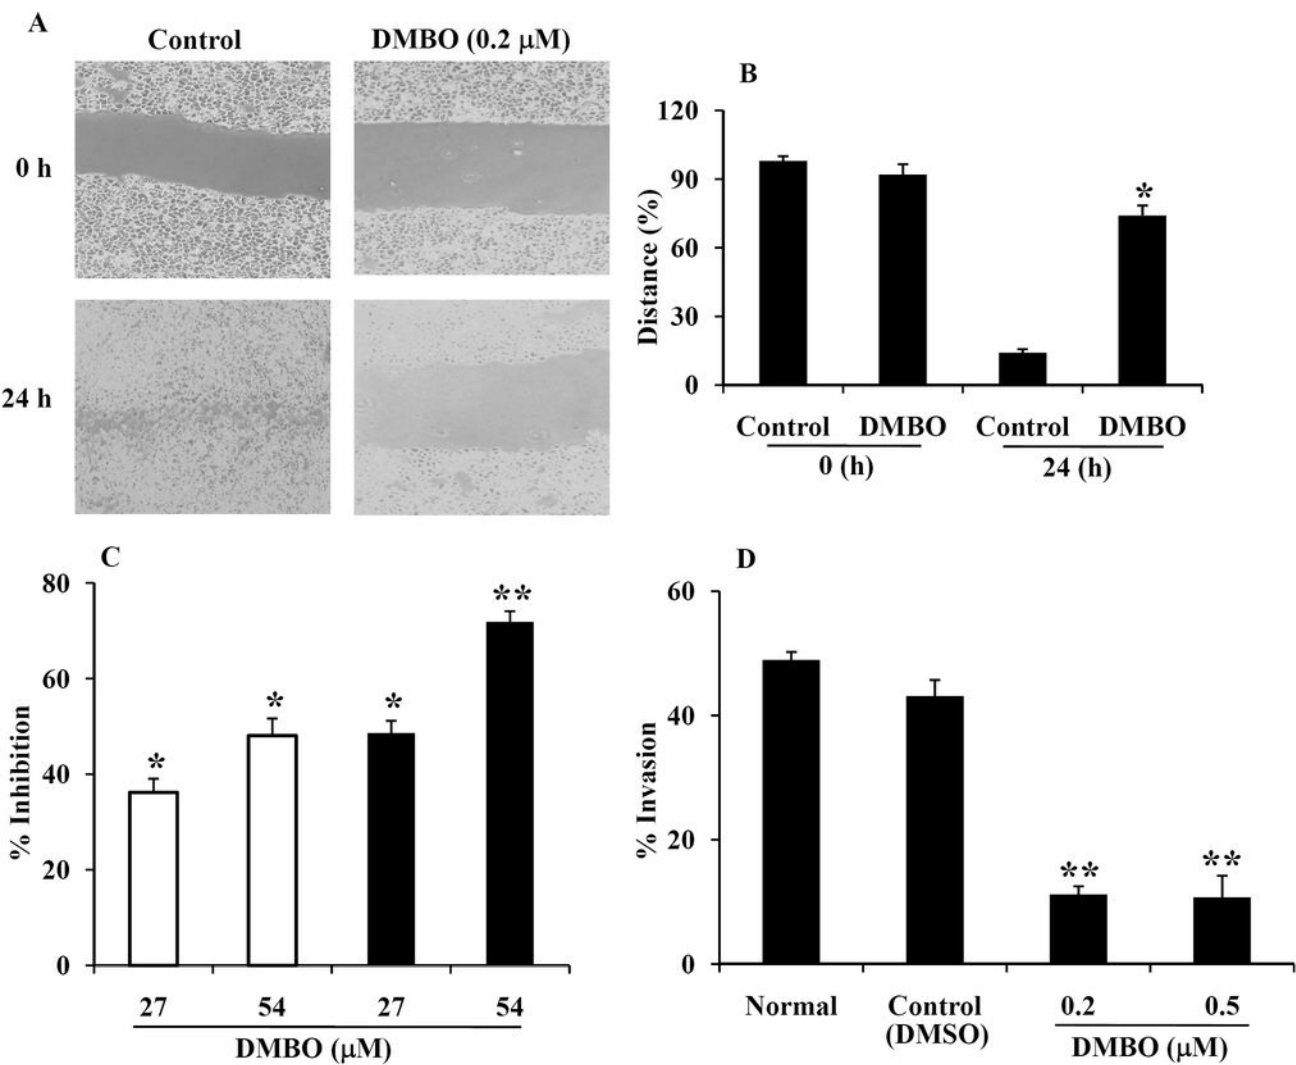 A
Control DMBO (0.2 μM)
0 h
24 h
B
Distance (%)
120
90
60
30
0
*
Control DMBO Control DMBO
0 (h) 24 (h)
C
% Inhibition
80
60
40
20
0
* * * **
27 54 27 54
DMBO (μM)
D
% Invasion
60
40
20
0
** **
Normal Control 0.2 0.5
(DMSO) DMBO (μM)